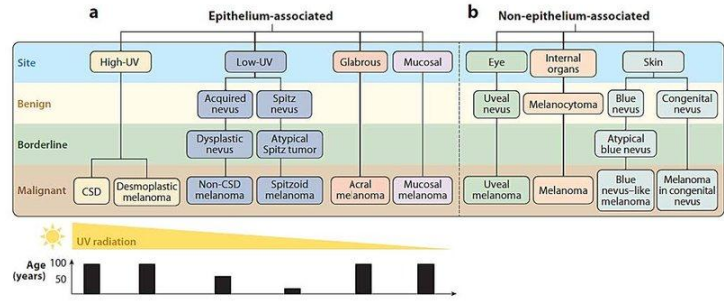 a
Epithelium-associated
b
Non-epithelium-associated
Site
High-UV
Low-UV
Glabrous
Mucosal
Eye
Internal
organs
Skin
Benign
Acquired
nevus
Spitz
nevus
Uveal
nevus
Melanocytoma
Blue
nevus
Congenital
nevus
Borderline
Dysplastic
nevus
Atypical
Spitz tumor
Atypical
blue nevus
Malignant
CSD
Desmoplastic
melanoma
Non-CSD
melanoma
Spitzoid
melanoma
Acral
melanoma
Mucosal
melanoma
Uveal
melanoma
Melanoma
Blue
nevus–like
melanoma
Melanoma
in congenital
nevus
UV radiation
Age
(years)
100
50